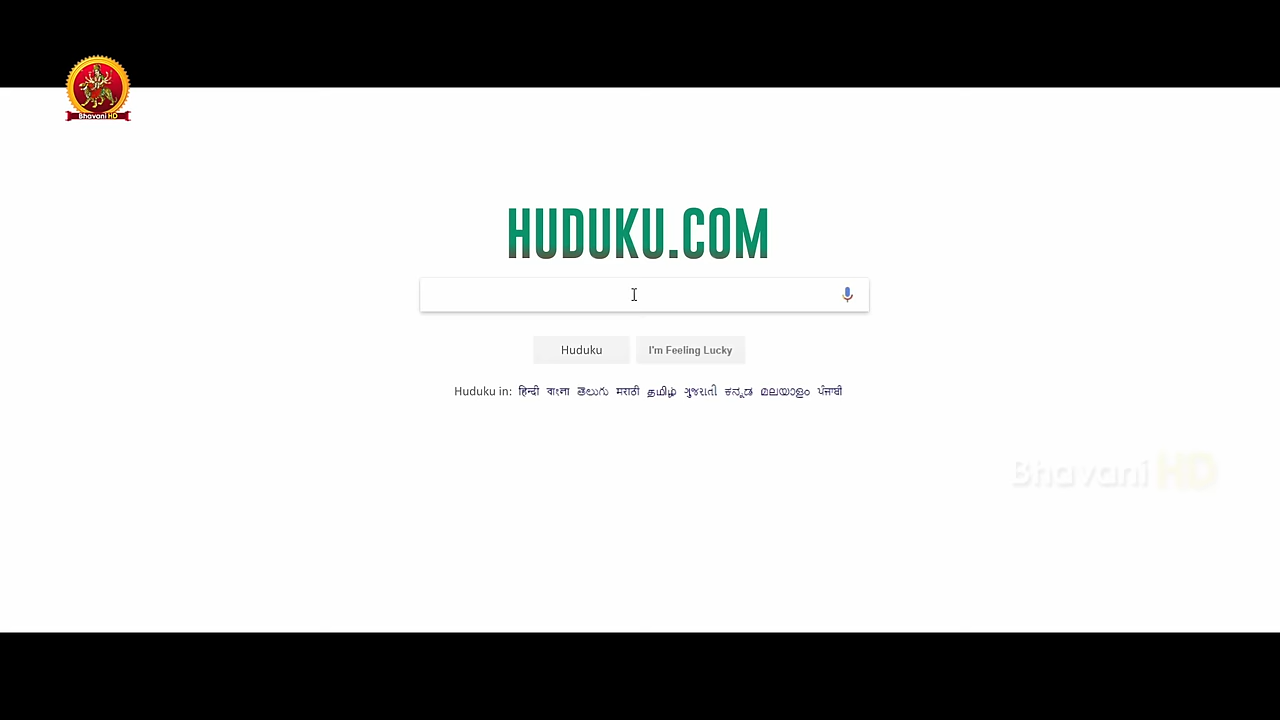 Bhavani HD
HUDUKU.COM
Huduku I'm Feeling Lucky
Huduku in: हिन्दी বাংলা తెలుగు मराठी தமிழ் ગુજરાતી ಕನ್ನಡ മലയാളം ਪੰਜਾਬੀ
Bhavani HD